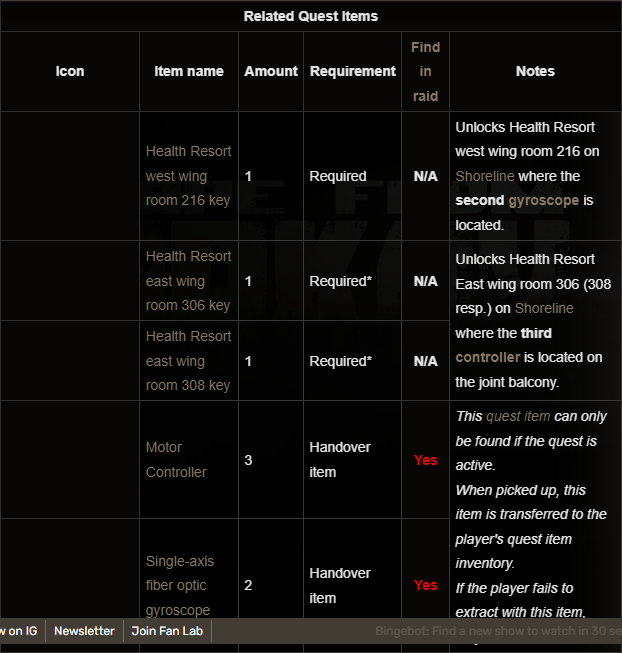 Related Quest Items
Icon
Item name
Amount
Requirement
Find
in
raid
Notes
Health Resort
west wing
room 216 key
1
Required
N/A
Unlocks Health Resort
west wing room 216 on
Shoreline where the
second gyroscope is
located.
Health Resort
east wing
room 306 key
1
Required*
N/A
Unlocks Health Resort
East wing room 306 (308
resp.) on Shoreline
where the third
controller is located on
the joint balcony.
Health Resort
east wing
room 308 key
1
Required*
N/A
Motor
Controller
3
Handover
item
Yes
This quest item can only
be found if the quest is
active.
When picked up, this
item is transferred to the
player's quest item
inventory.
If the player fails to
extract with this item,
Single-axis
fiber optic
gyroscope
2
Handover
item
Yes
w on IG
Newsletter
Join Fan Lab
Bingebot: Find a new show to watch in 30 se